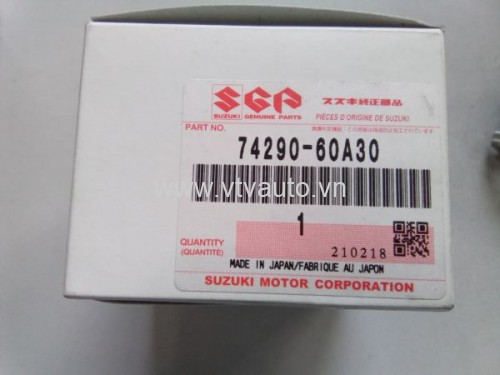 SGP スズキ純正部品
SUZUKI GENUINE PARTS PIÈCES D'ORIGINE DE SUZUKI
PART NO.
74290-60A30
www.vtvauto.vn
1
QUANTITY
(QUANTITÉ)
210218
MADE IN JAPAN/FABRIQUE AU JAPON
SUZUKI MOTOR CORPORATION